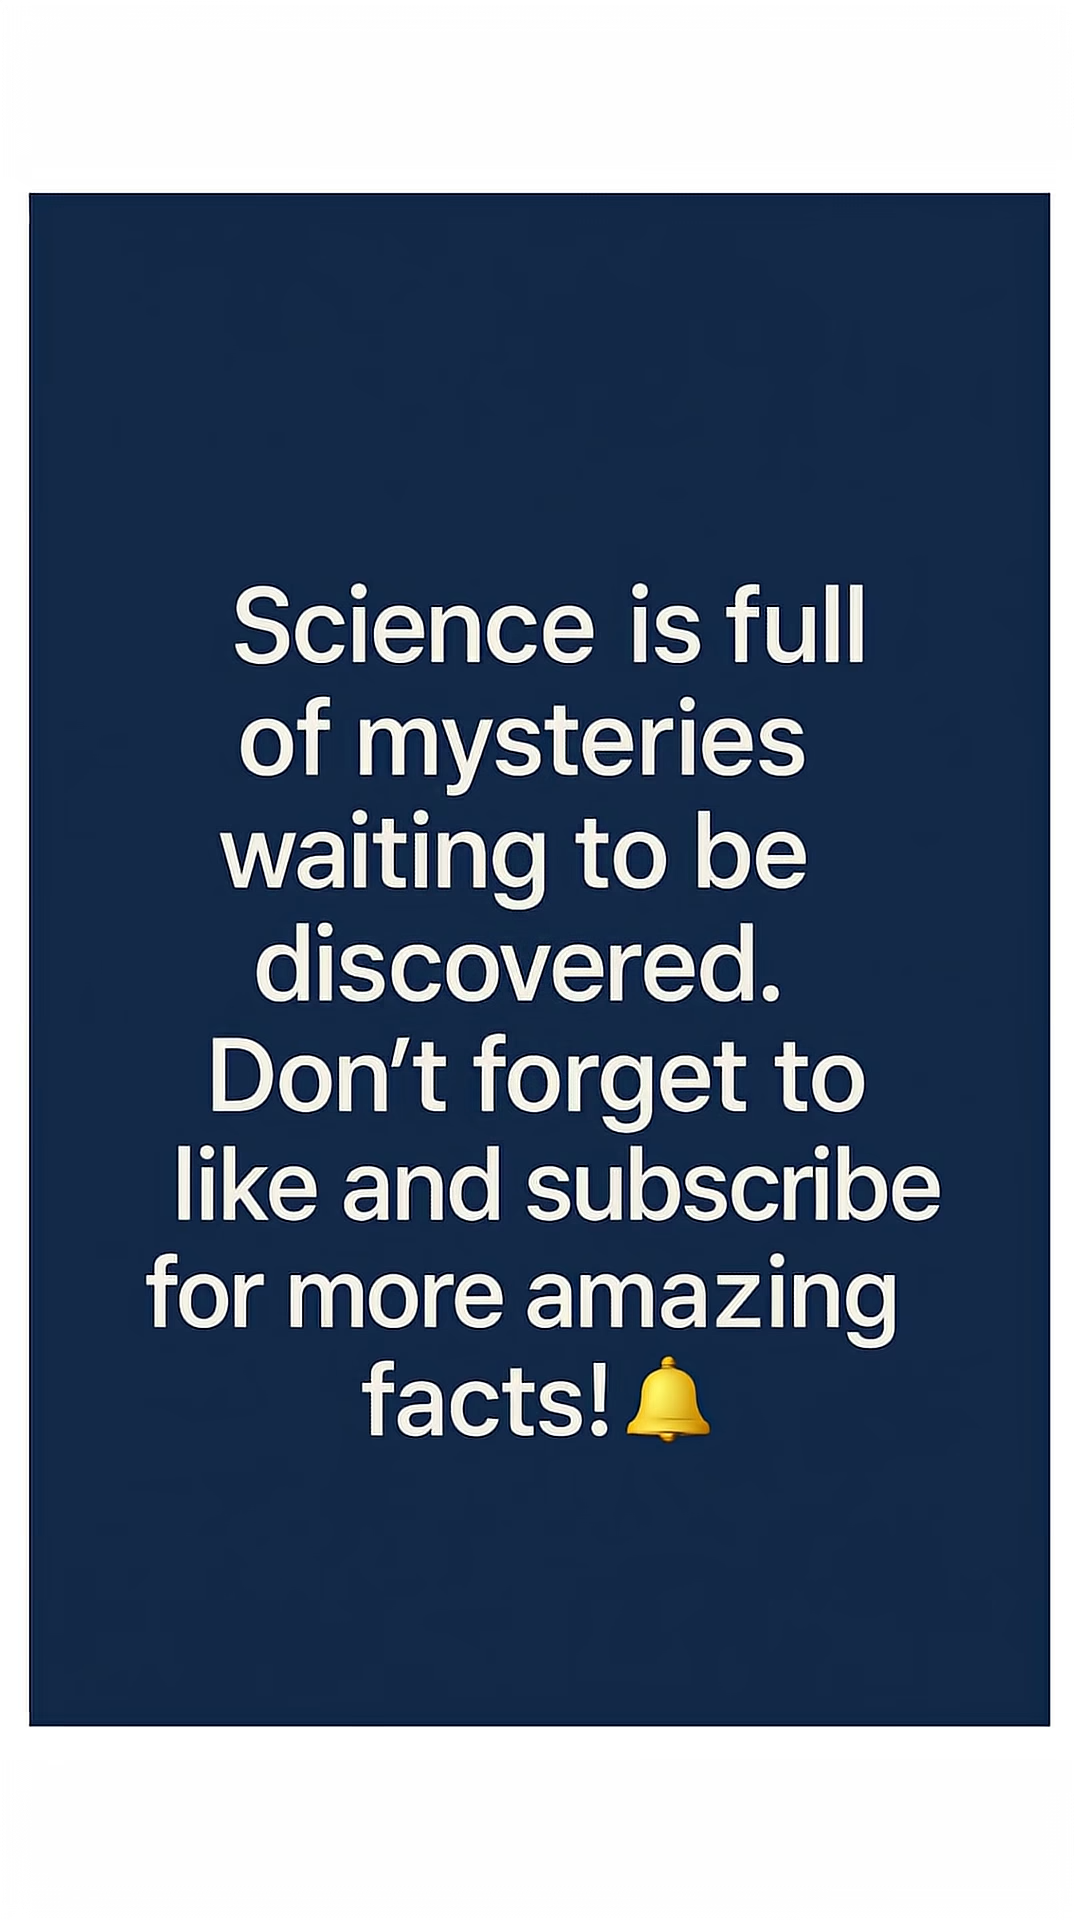 Science is full
of mysteries
waiting to be
discovered.
Don’t forget to
like and subscribe
for more amazing
facts!🔔